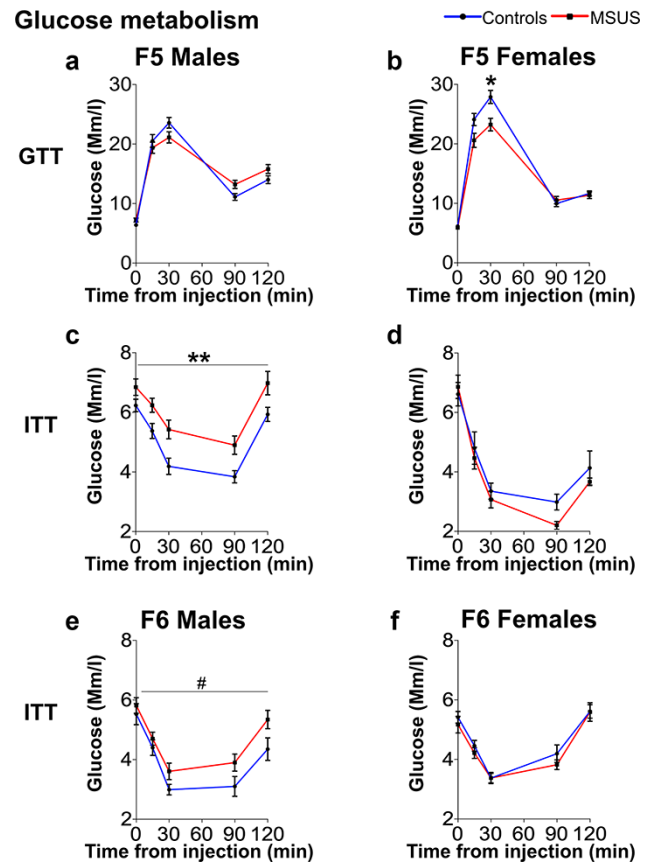 Glucose metabolism
Controls MSUS
a F5 Males
b F5 Females
GTT
Glucose (Mm/l)
30
20
10
0
0 30 60 90 120
Time from injection (min)
*
Glucose (Mm/l)
30
20
10
0
0 30 60 90 120
Time from injection (min)
c
d
ITT
**
Glucose (Mm/l)
8
6
4
2
0 30 60 90 120
Time from injection (min)
Glucose (Mm/l)
8
6
4
2
0 30 60 90 120
Time from injection (min)
e F6 Males
f F6 Females
ITT
#
Glucose (Mm/l)
8
6
4
2
0 30 60 90 120
Time from injection (min)
Glucose (Mm/l)
8
6
4
2
0 30 60 90 120
Time from injection (min)